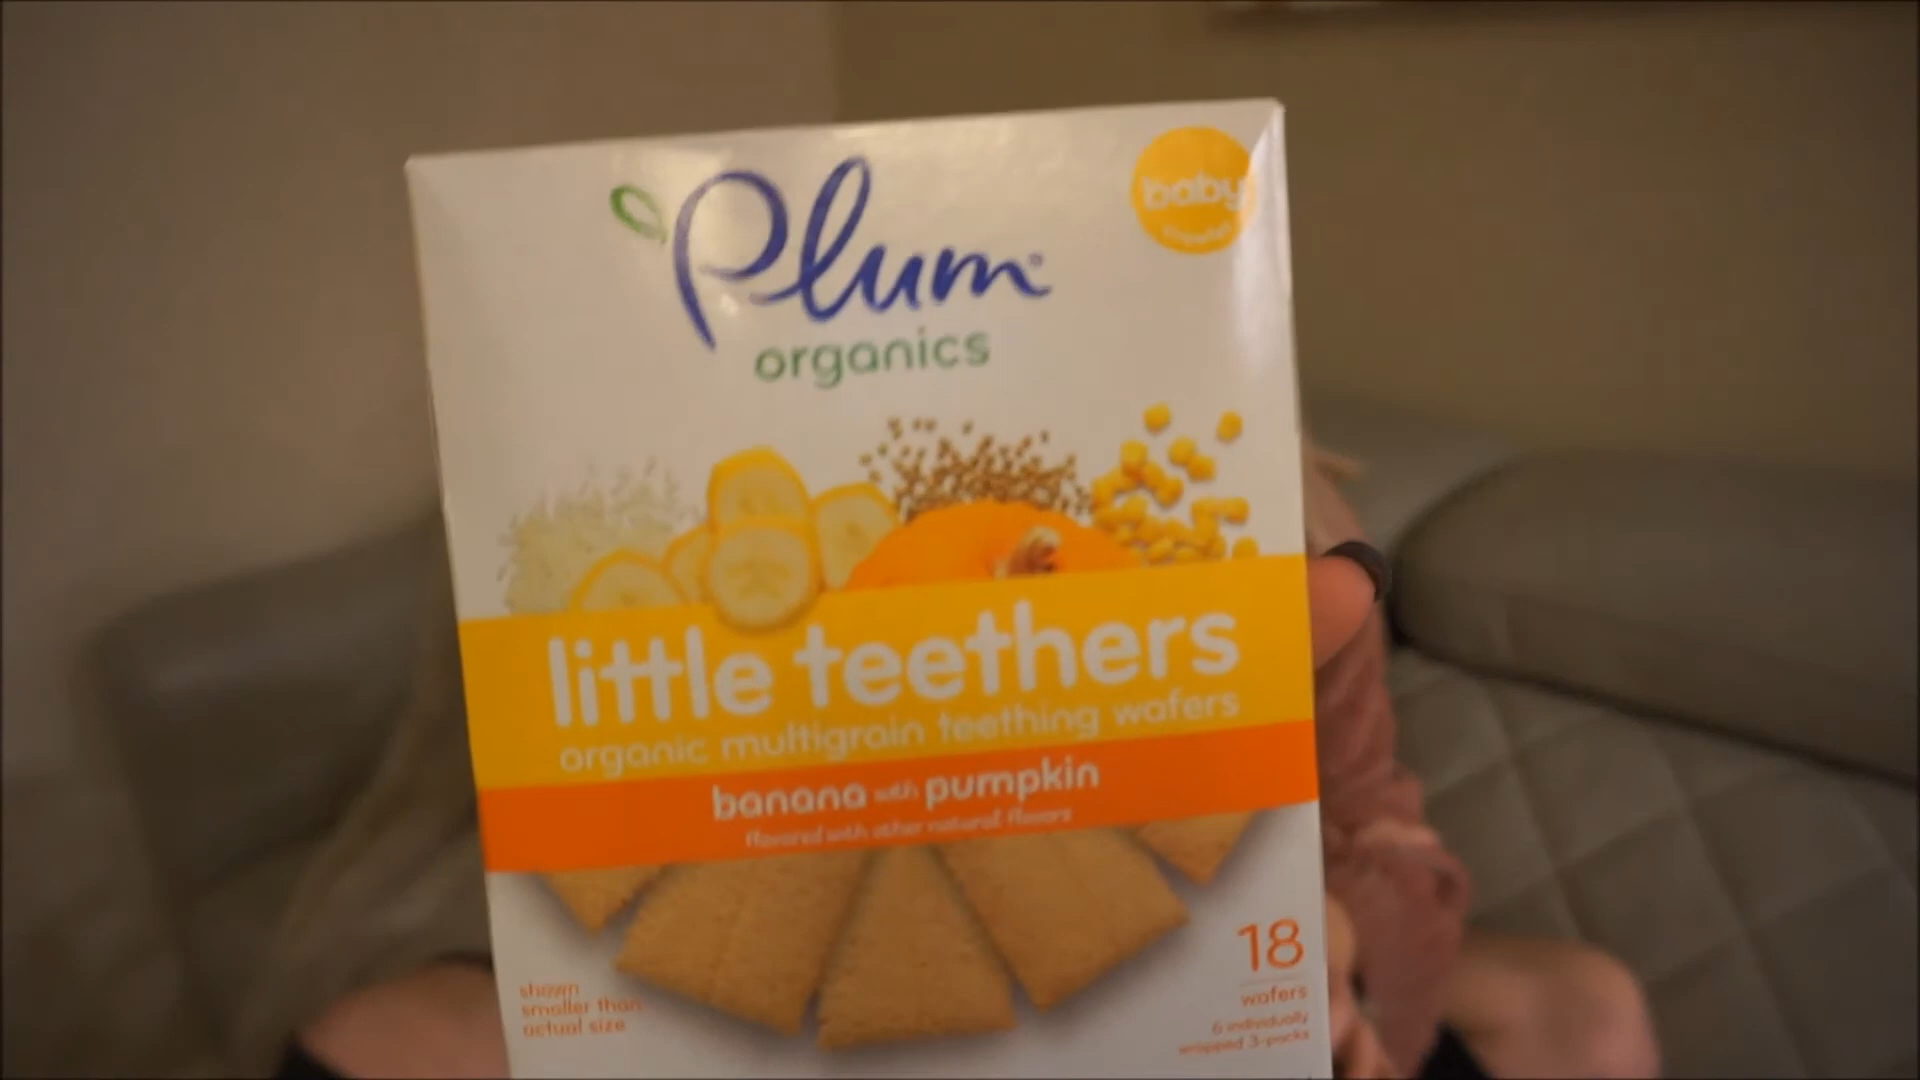 Plum
organics
baby
little teethers
organic multigrain teething wafers
banana with pumpkin
flavored with other natural flavors
shown
smaller than
actual size
18
wafers
6 individually
wrapped 3-packs